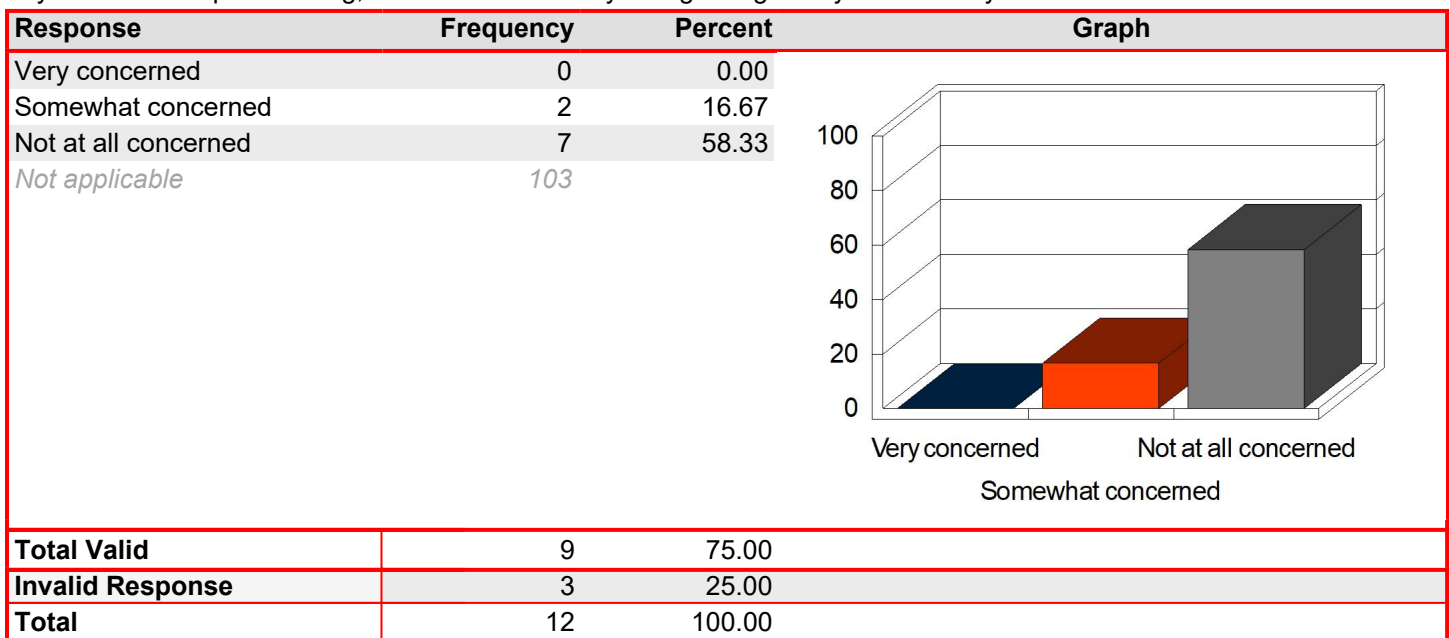 Response Frequency Percent Graph
Very concerned 0 0.00
Somewhat concerned 2 16.67
Not at all concerned 7 58.33
Not applicable 103
100
80
60
40
20
0
Very concerned Not at all concerned
Somewhat concerned
Total Valid 9 75.00
Invalid Response 3 25.00
Total 12 100.00